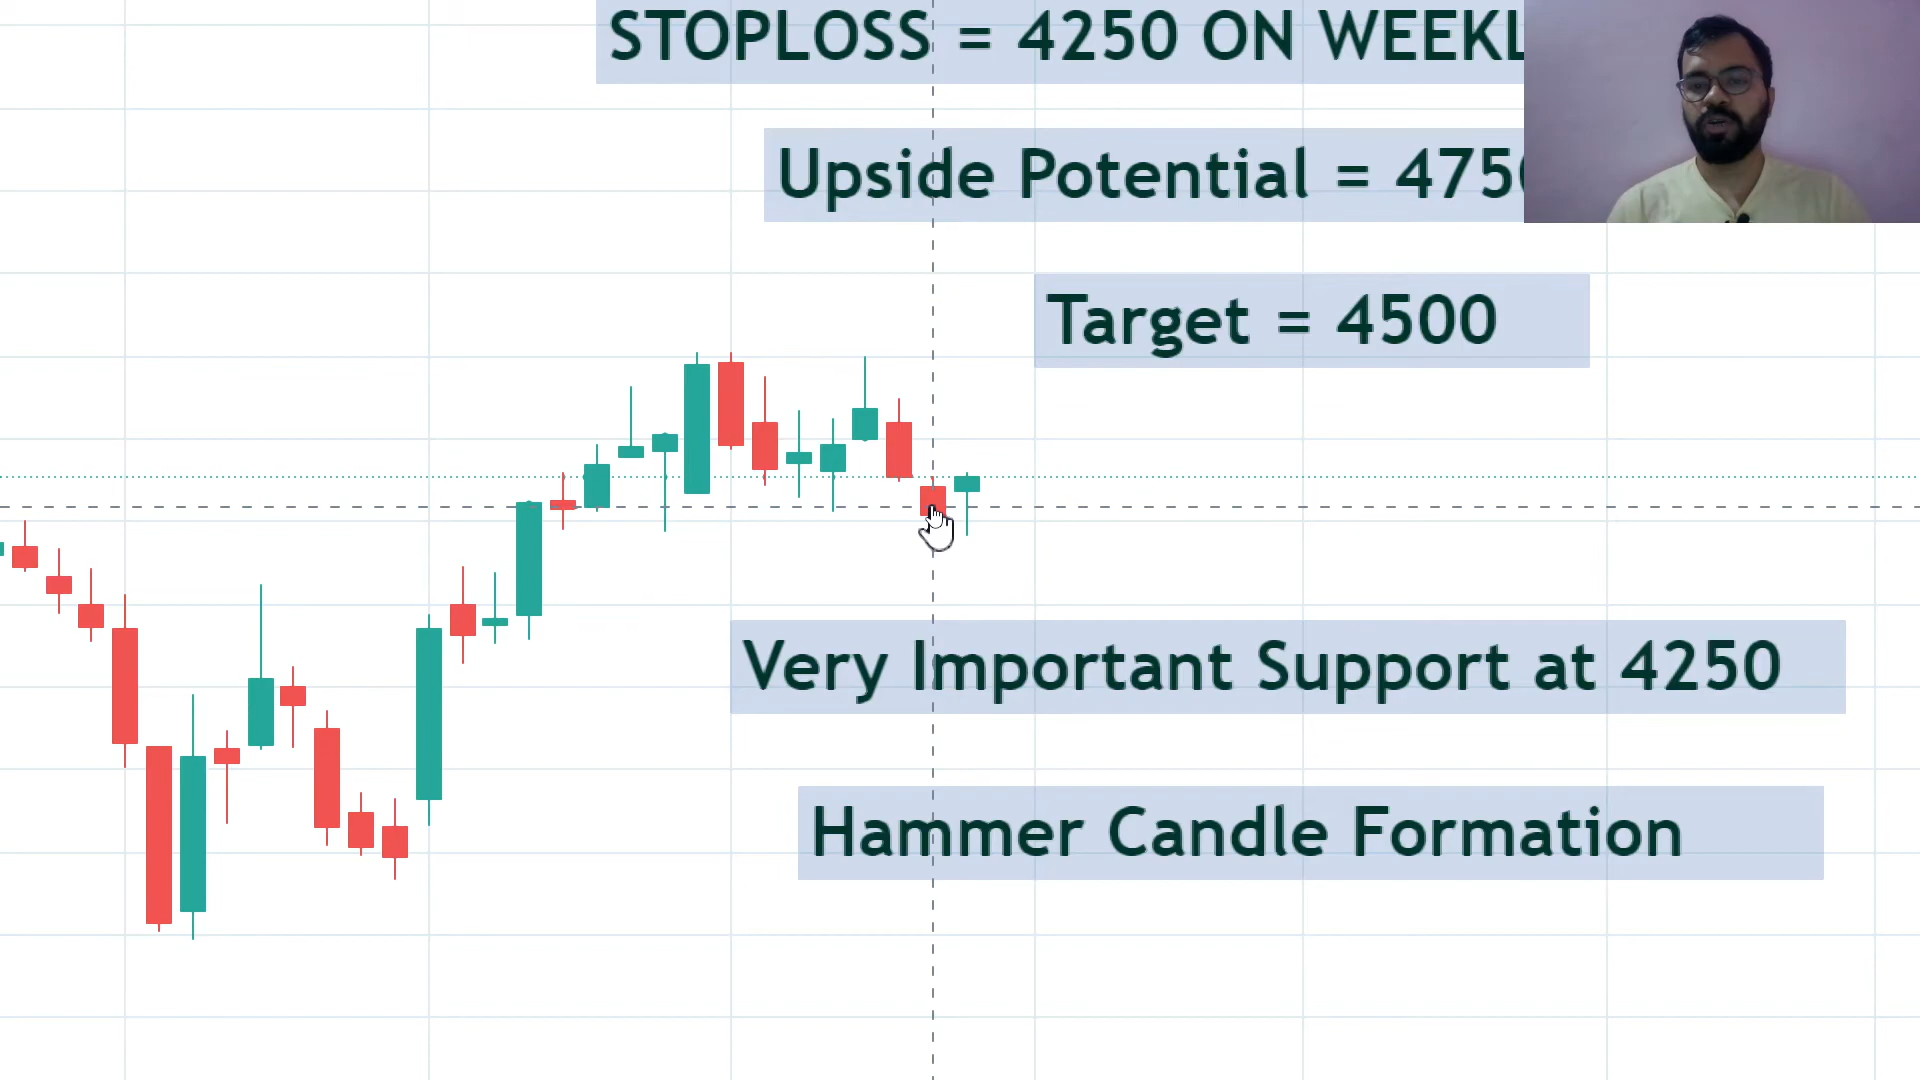 STOPLOSS = 4250 ON WEEKL
Upside Potential = 475
Target = 4500
Very Important Support at 4250
Hammer Candle Formation